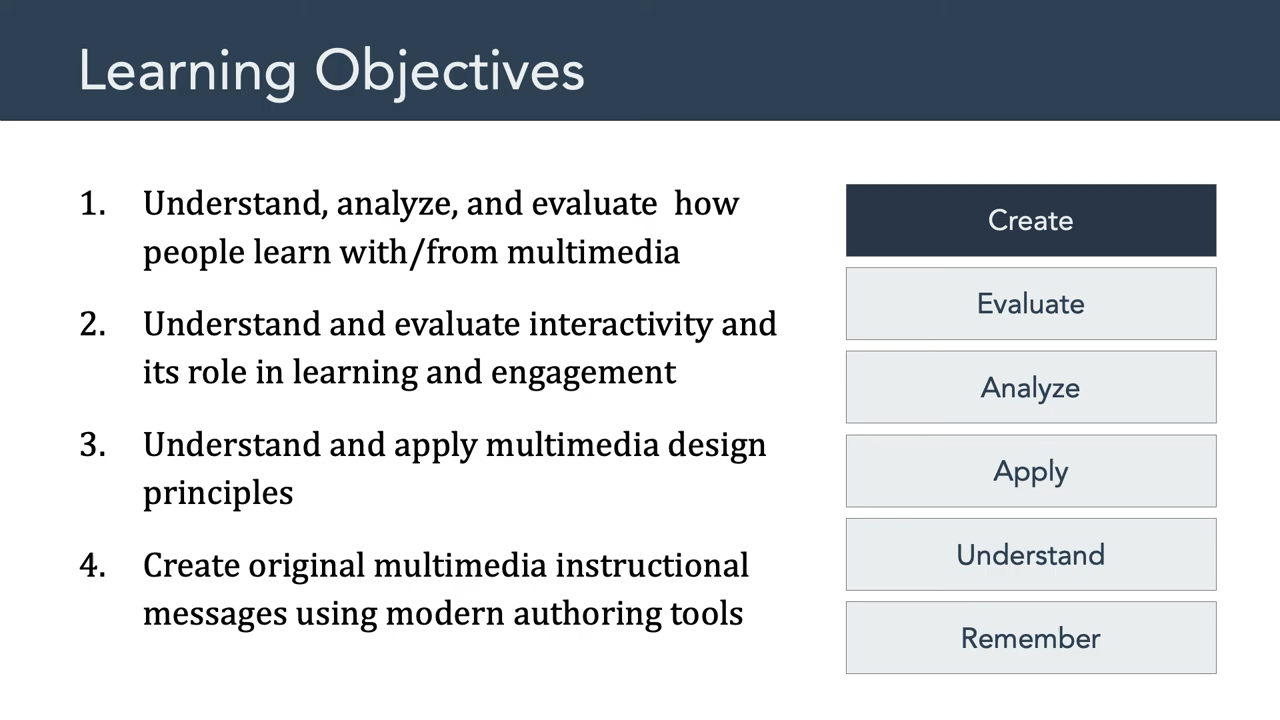 Learning Objectives
1. Understand, analyze, and evaluate  how
people learn with/from multimedia
2. Understand and evaluate interactivity and
its role in learning and engagement
3. Understand and apply multimedia design
principles
4. Create original multimedia instructional
messages using modern authoring tools
Create
Evaluate
Analyze
Apply
Understand
Remember